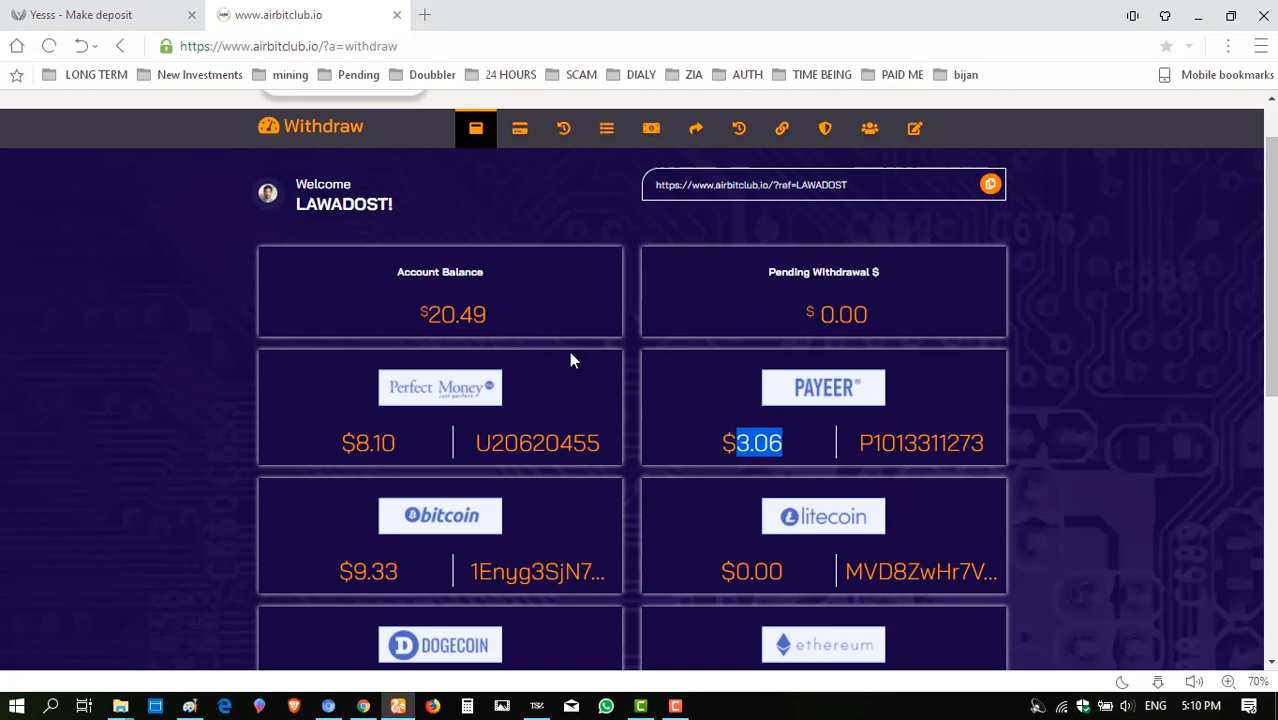 Yesss - Make deposit
www.airbitclub.io
https://www.airbitclub.io/?a=withdraw
LONG TERM New Investments mining Pending Doubbler 24 HOURS SCAM DIALY ZIA AUTH TIME BEING PAID ME bijan Mobile bookmarks
Withdraw
Welcome
LAWADOST!
https://www.airbitclub.io/?ref=LAWADOST
Account Balance
$20.49
Pending Withdrawal $
$ 0.00
Perfect Money
Just perfect
$8.10 U20620455
PAYEER®
$3.06 P1013311273
bitcoin
$9.33 1Enyg3SjN7...
litecoin
$0.00 MVD8ZwHr7V...
DOGECOIN
ethereum
70%
ENG 5:10 PM